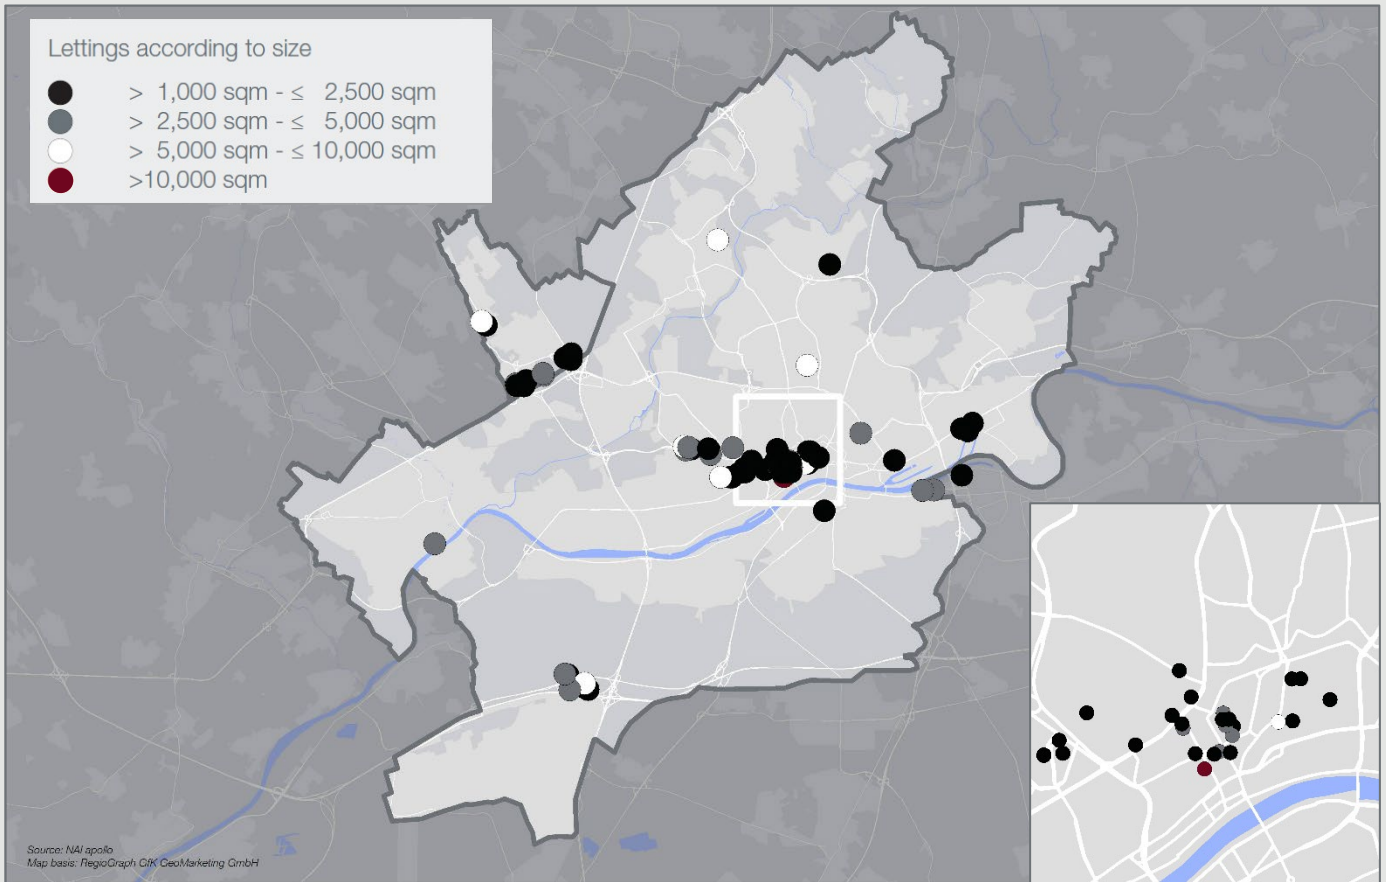 Lettings according to size
> 1,000 sqm - ≤ 2,500 sqm
> 2,500 sqm - ≤ 5,000 sqm
> 5,000 sqm - ≤ 10,000 sqm
>10,000 sqm
Source: NAI apollo
Map basis: RegioGraph GfK GeoMarketing GmbH